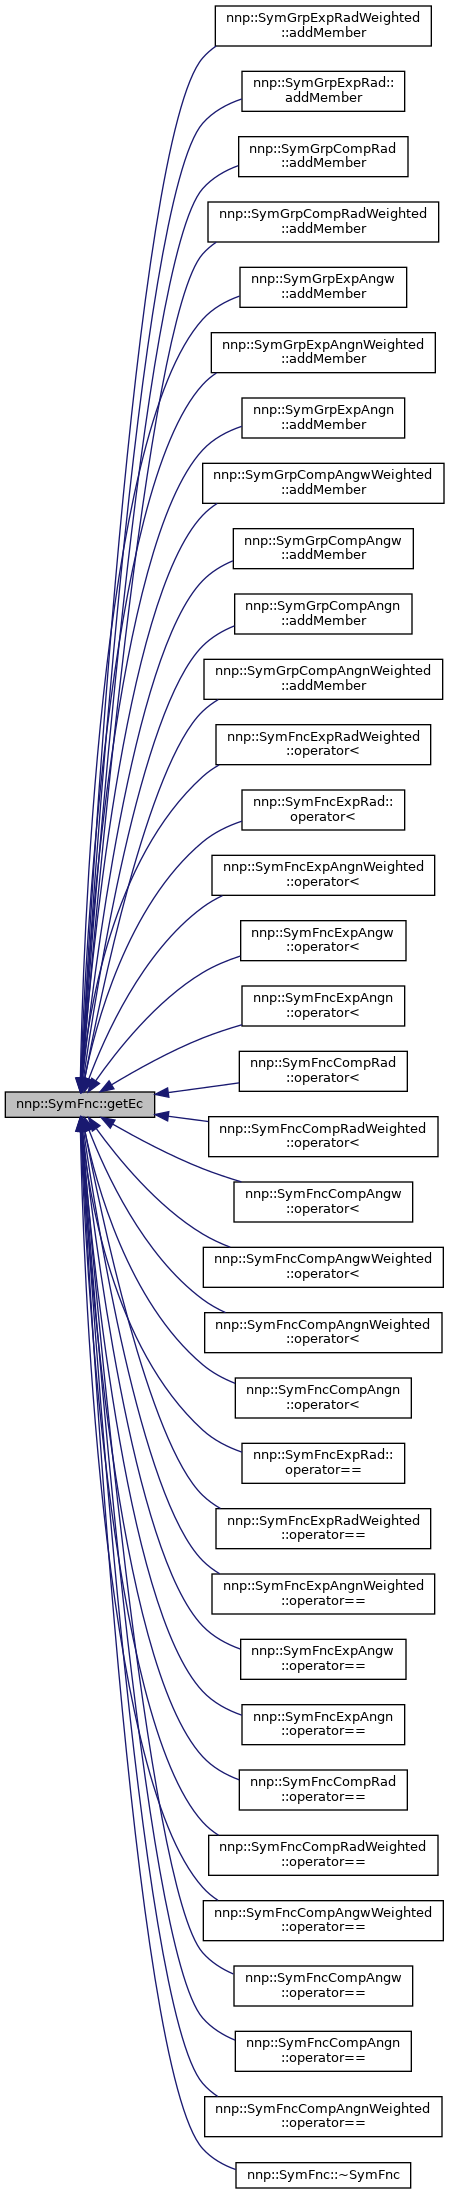 nnp::SymGrpExpRadWeighted
::addMember
nnp::SymGrpExpRad::
addMember
nnp::SymGrpCompRad
::addMember
nnp::SymGrpCompRadWeighted
::addMember
nnp::SymGrpExpAngw
::addMember
nnp::SymGrpExpAngnWeighted
::addMember
nnp::SymGrpExpAngn
::addMember
nnp::SymGrpCompAngwWeighted
::addMember
nnp::SymGrpCompAngw
::addMember
nnp::SymGrpCompAngn
::addMember
nnp::SymGrpCompAngnWeighted
::addMember
nnp::SymFncExpRadWeighted
::operator<
nnp::SymFncExpRad::
operator<
nnp::SymFncExpAngnWeighted
::operator<
nnp::SymFncExpAngw
::operator<
nnp::SymFncExpAngn
::operator<
nnp::SymFncCompRad
::operator<
nnp::SymFnc::getEc
nnp::SymFncCompRadWeighted
::operator<
nnp::SymFncCompAngw
::operator<
nnp::SymFncCompAngwWeighted
::operator<
nnp::SymFncCompAngnWeighted
::operator<
nnp::SymFncCompAngn
::operator<
nnp::SymFncExpRad::
operator==
nnp::SymFncExpRadWeighted
::operator==
nnp::SymFncExpAngnWeighted
::operator==
nnp::SymFncExpAngw
::operator==
nnp::SymFncExpAngn
::operator==
nnp::SymFncCompRad
::operator==
nnp::SymFncCompRadWeighted
::operator==
nnp::SymFncCompAngwWeighted
::operator==
nnp::SymFncCompAngw
::operator==
nnp::SymFncCompAngn
::operator==
nnp::SymFncCompAngnWeighted
::operator==
nnp::SymFnc::~SymFnc